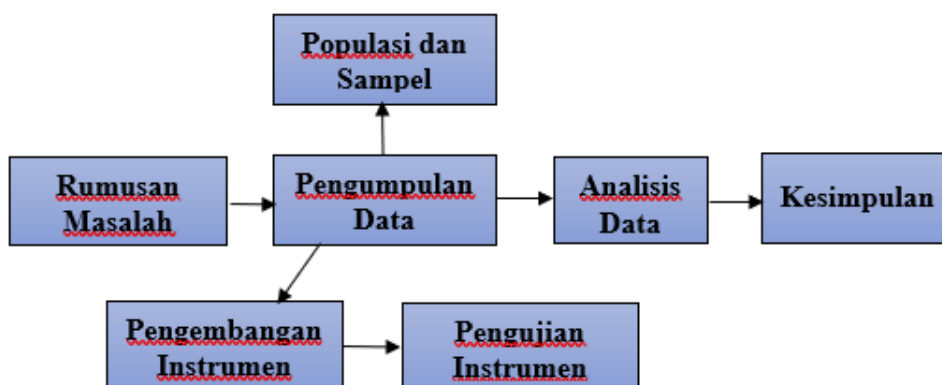 Populasi dan
Sampel
Rumusan
Masalah
Pengumpulan
Data
Analisis
Data
Kesimpulan
Pengembangan
Instrumen
Pengujian
Instrumen